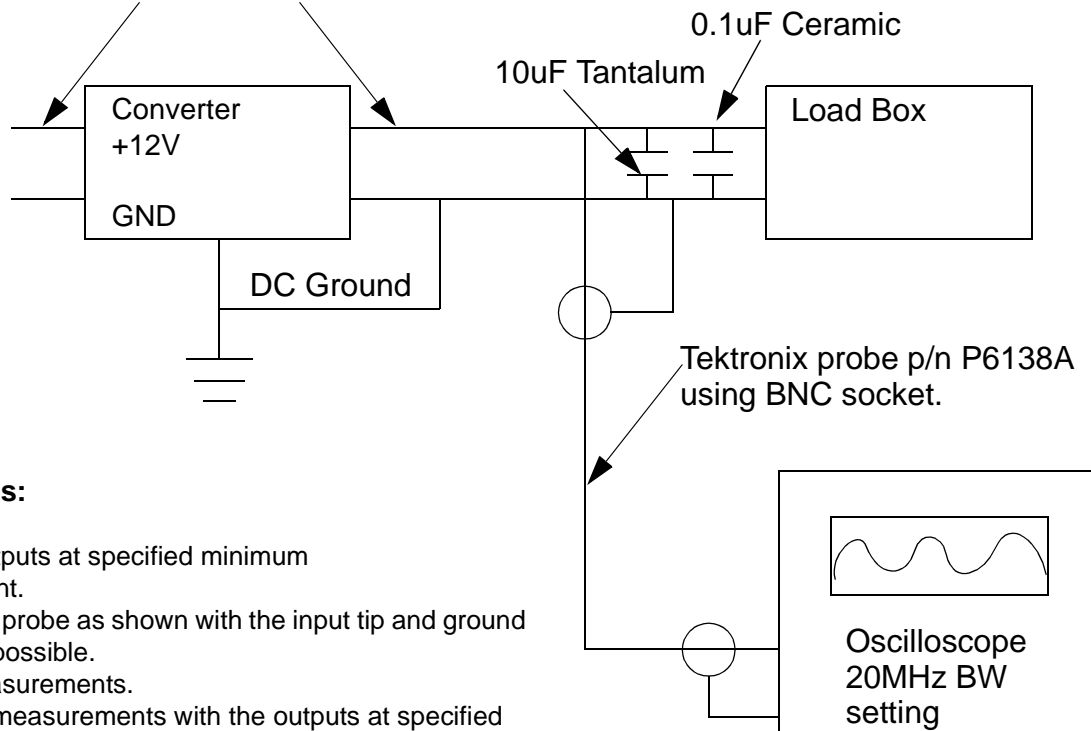 0.1uF Ceramic
10uF Tantalum
Converter
+12V
GND
Load Box
DC Ground
Tektronix probe p/n P6138A
using BNC socket.
s:
puts at specified minimum
nt.
probe as shown with the input tip and ground
possible.
asurements.
measurements with the outputs at specified
Oscilloscope
20MHz BW
setting